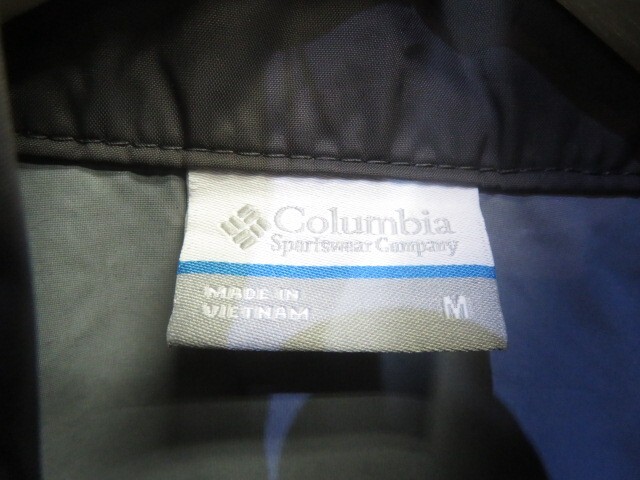 Columbia
Sportswear Company
MADE IN
VIETNAM
M